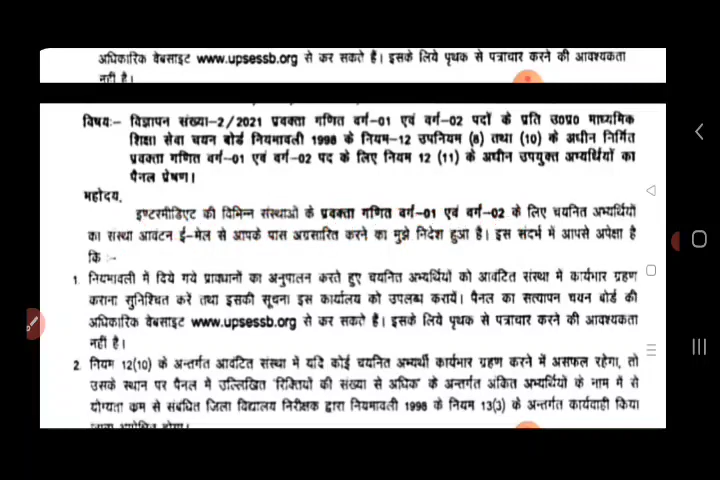 अधिकारिक वेबसाइट www.upsessb.org से कर सकते हैं। इसके लिये पृथक से पत्राचार करने की आवश्यकता
नहीं है।
विषयः- विज्ञापन संख्या-2/2021 प्रवक्ता गणित वर्ग-01 एवं वर्ग-02 पदों के प्रति उ०प्र० माध्यमिक
शिक्षा सेवा चयन बोर्ड नियमावली 1998 के नियम-12 उपनियम (8) तथा (10) के अधीन निर्मित
प्रवक्ता गणित वर्ग-01 एवं वर्ग-02 पद के लिए नियम 12 (11) के अधीन उपयुक्त अभ्यर्थियों का
पैनल प्रेषण।
महोदय,
इण्टरमीडिएट की विभिन्न संस्थाओं के प्रवक्ता गणित वर्ग-01 एवं वर्ग-02 के लिए चयनित अभ्यर्थियों
का संस्था आवंटन ई-मेल से आपके पास अग्रसारित करने का मुझे निदेश हुआ है। इस संदर्भ में आपसे अपेक्षा है
कि :-
1. नियमावली में दिये गये प्राव्धानों का अनुपालन करते हुए चयनित अभ्यर्थियों को आवंटित संस्था में कार्यभार ग्रहण
कराना सुनिश्चित करें तथा इसकी सूचना इस कार्यालय को उपलब्ध करायें। पैनल का सत्यापन चयन बोर्ड की
अधिकारिक वेबसाइट www.upsessb.org से कर सकते हैं। इसके लिये पृथक से पत्राचार करने की आवश्यकता
नहीं है।
2. नियम 12(10) के अन्तर्गत आवंटित संस्था में यदि कोई चयनित अभ्यर्थी कार्यभार ग्रहण करने में असफल रहेगा, तो
उसके स्थान पर पैनल में उल्लिखित 'रिक्तियों की संख्या से अधिक' के अन्तर्गत अंकित अभ्यर्थियों के नाम में से
योग्यता क्रम से संबंधित जिला विद्यालय निरीक्षक द्वारा नियमावली 1998 के नियम 13(3) के अन्तर्गत कार्यवाही किया
जाना अपेक्षित होगा।